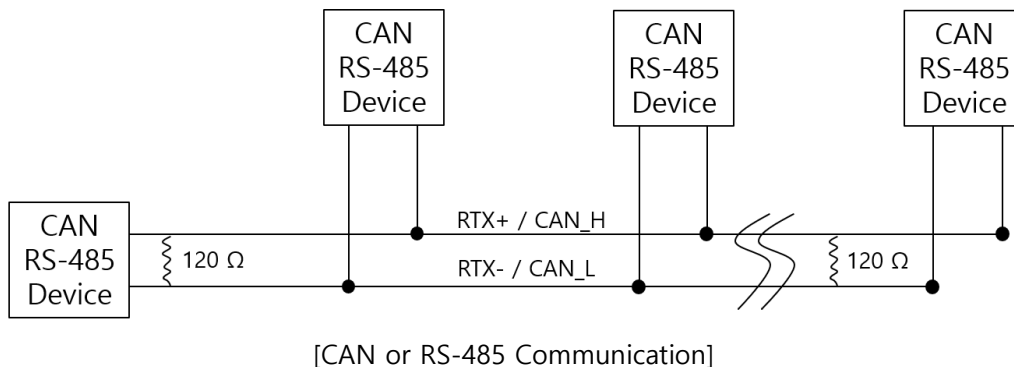 CAN
RS-485
Device
CAN
RS-485
Device
CAN
RS-485
Device
CAN
RS-485
Device
RTX+ / CAN_H
120 Ω
RTX- / CAN_L
120 Ω
[CAN or RS-485 Communication]